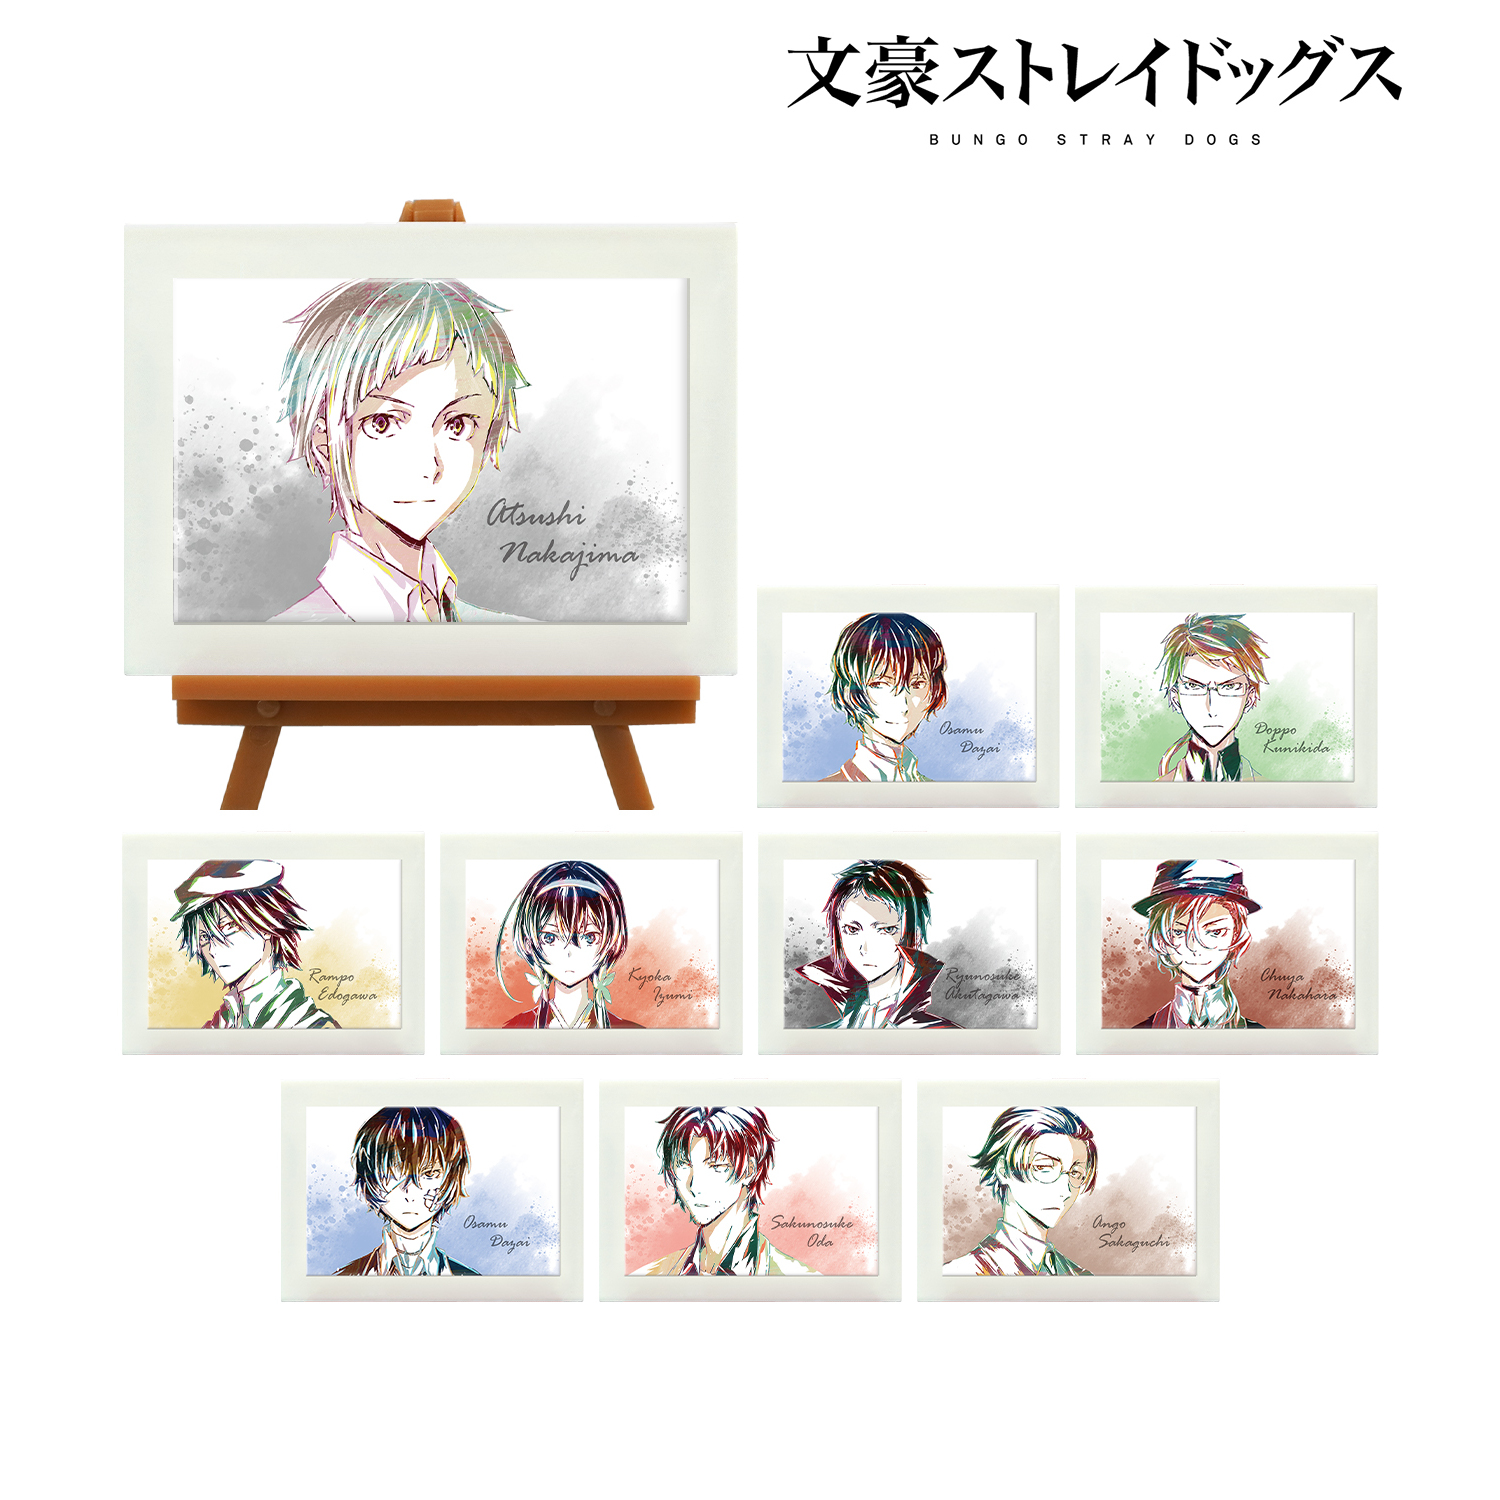 文豪ストレイドッグス
BUNGO STRAY DOGS
Atsushi
Nakajima
Osamu
Dazai
Doppo
Kunikida
Rampo
Edogawa
Kyoka
Izumi
Ryunosuke
Akutagawa
Chuya
Nakahara
Osamu
Dazai
Sakunosuke
Oda
Ango
Sakaguchi